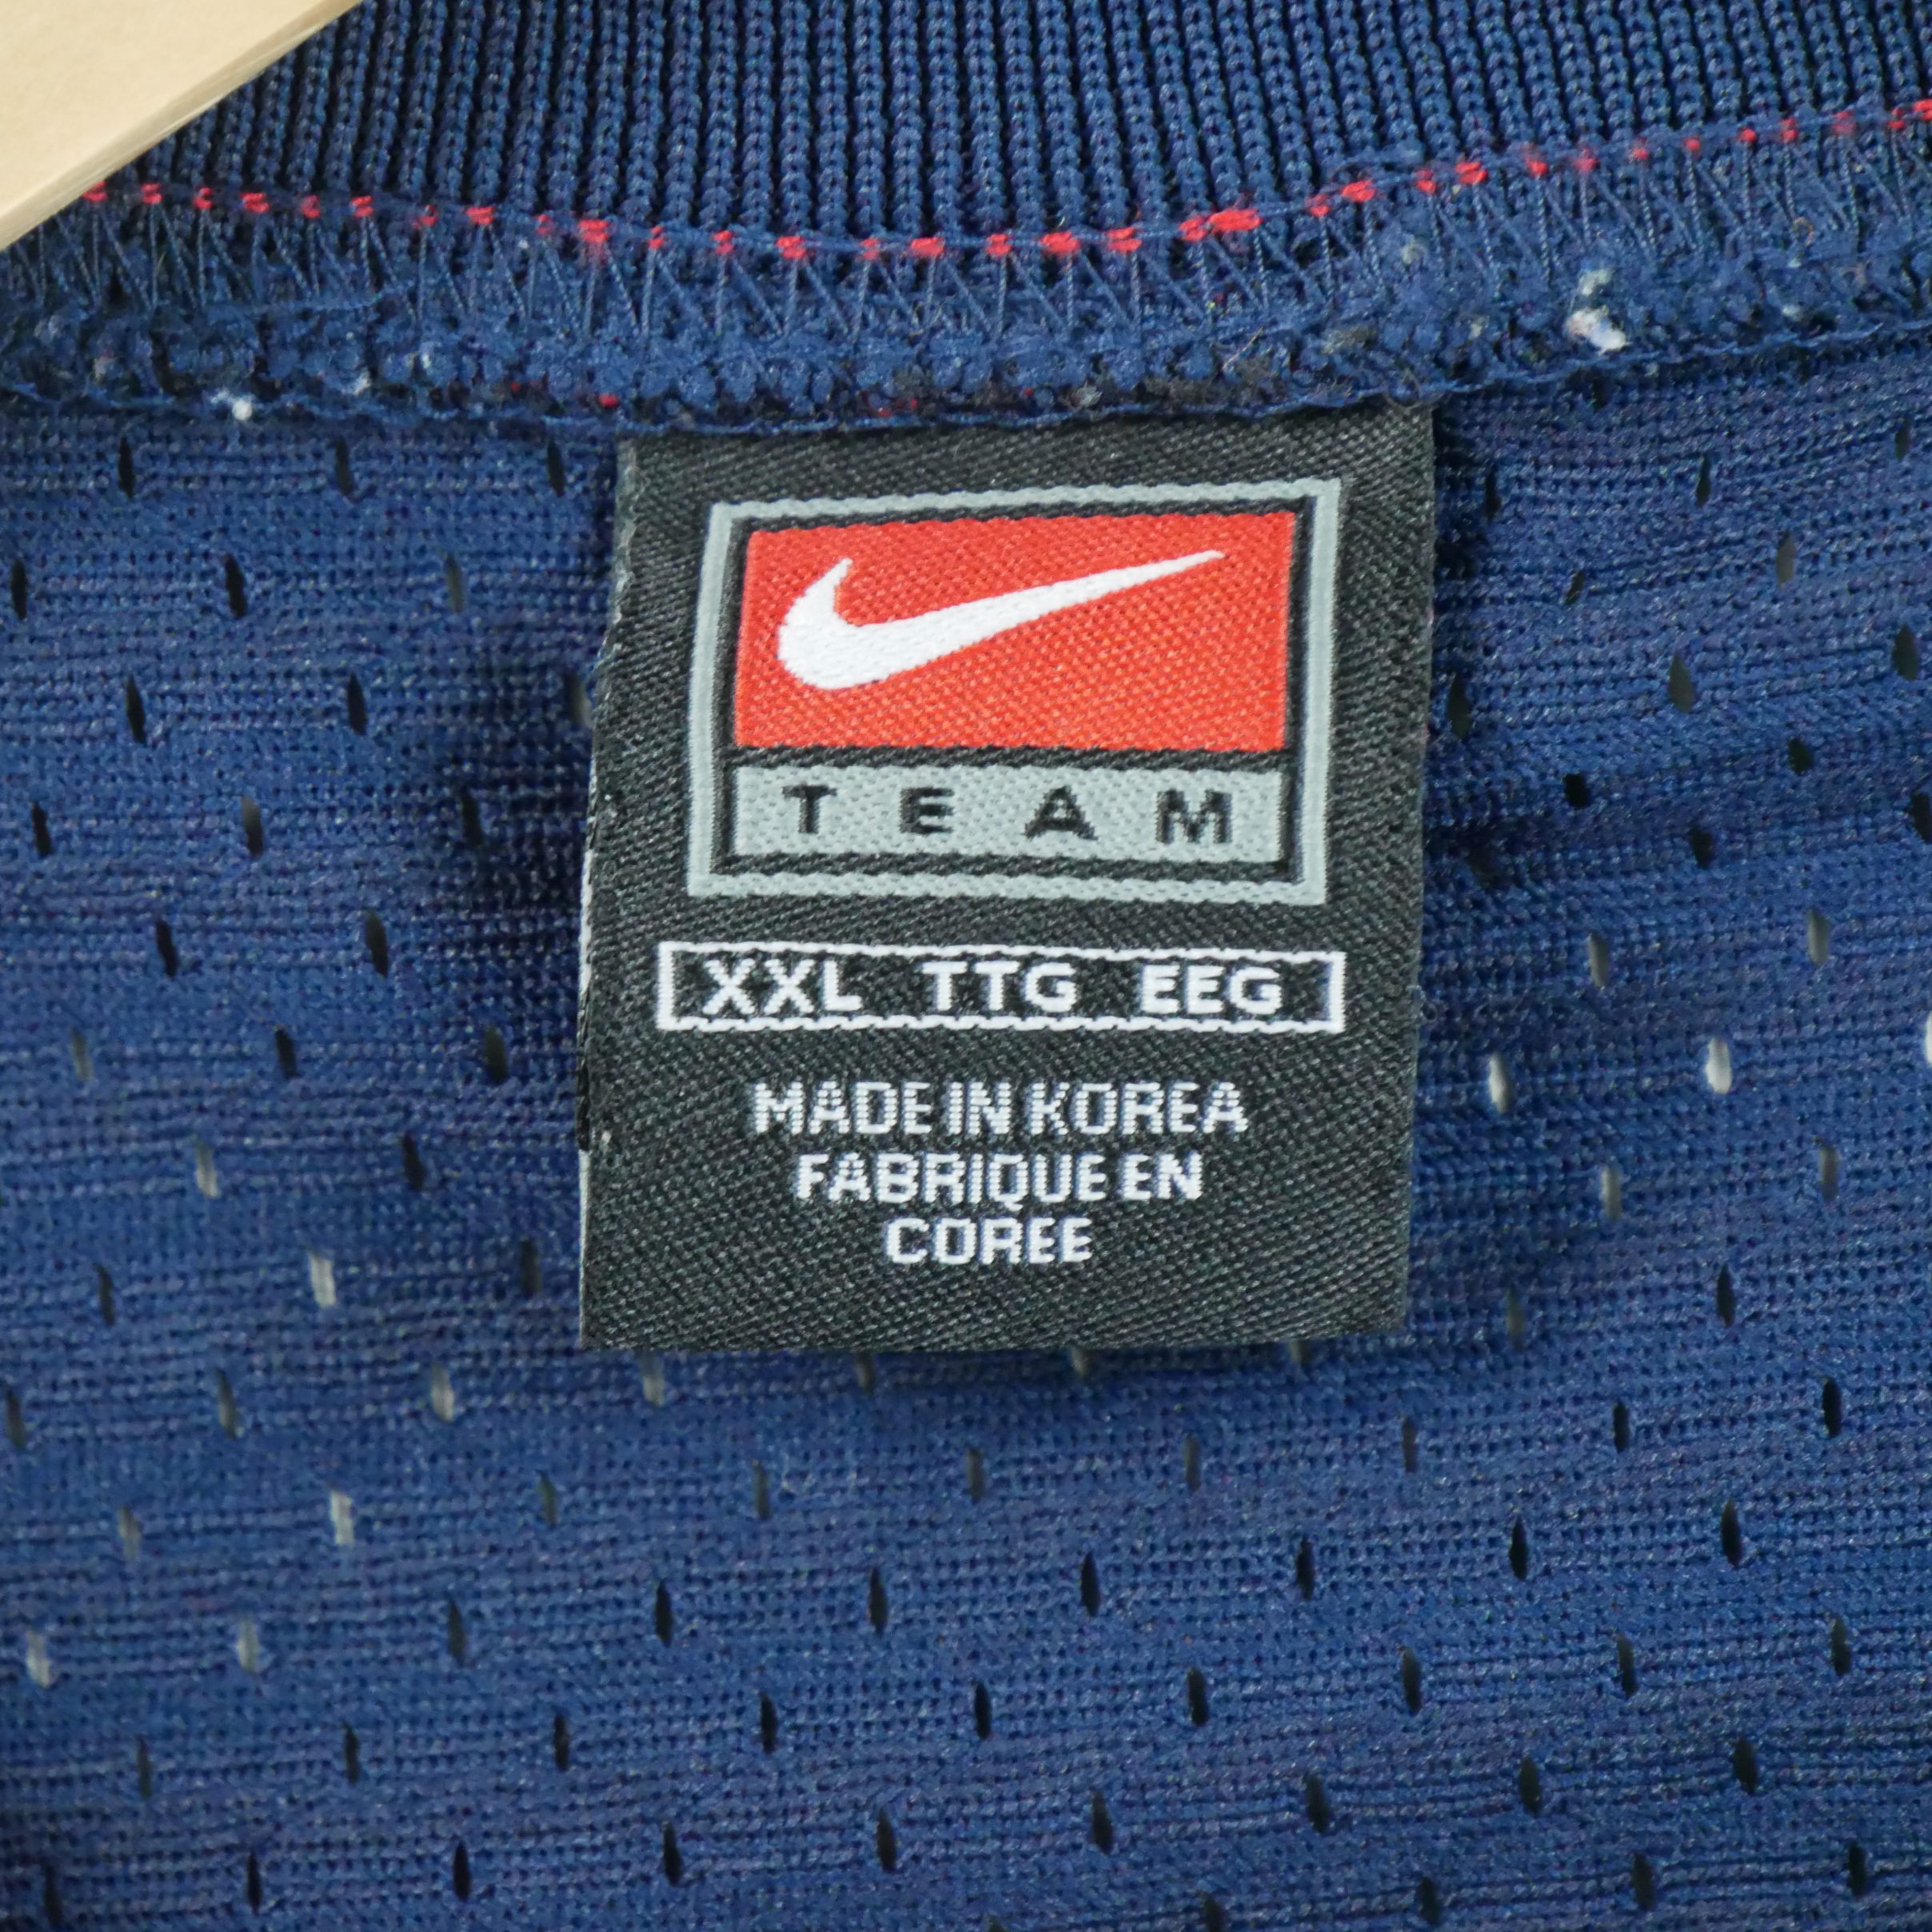 TEAM
XXL TTG EEG
MADE IN KOREA
FABRIQUE EN
COREE